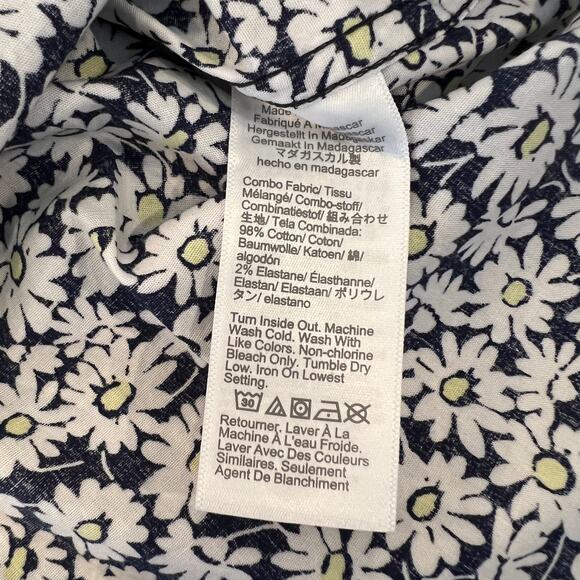 Made
Fabriqué À Madagascar
Hergestellt In Madagascar
Gemaakt In Madagascar
マダガスカル製
hecho en madagascar
Combo Fabric/ Tissu
Mélangé/ Combo-stoff/
Combinatiestof/ 組み合わせ
生地/ Tela Combinada:
98% Cotton/ Coton/
Baumwolle/ Katoen/ 綿/
algodón
2% Elastane/ Élasthanne/
Elastan/ Elastaan/ ポリウレ
タン/ elastano
Turn Inside Out. Machine
Wash Cold. Wash With
Like Colors. Non-chlorine
Bleach Only. Tumble Dry
Low. Iron On Lowest
Setting.
30
Retourner. Laver À La
Machine À L'eau Froide.
Laver Avec Des Couleurs
Similaires. Seulement
Agent De Blanchiment